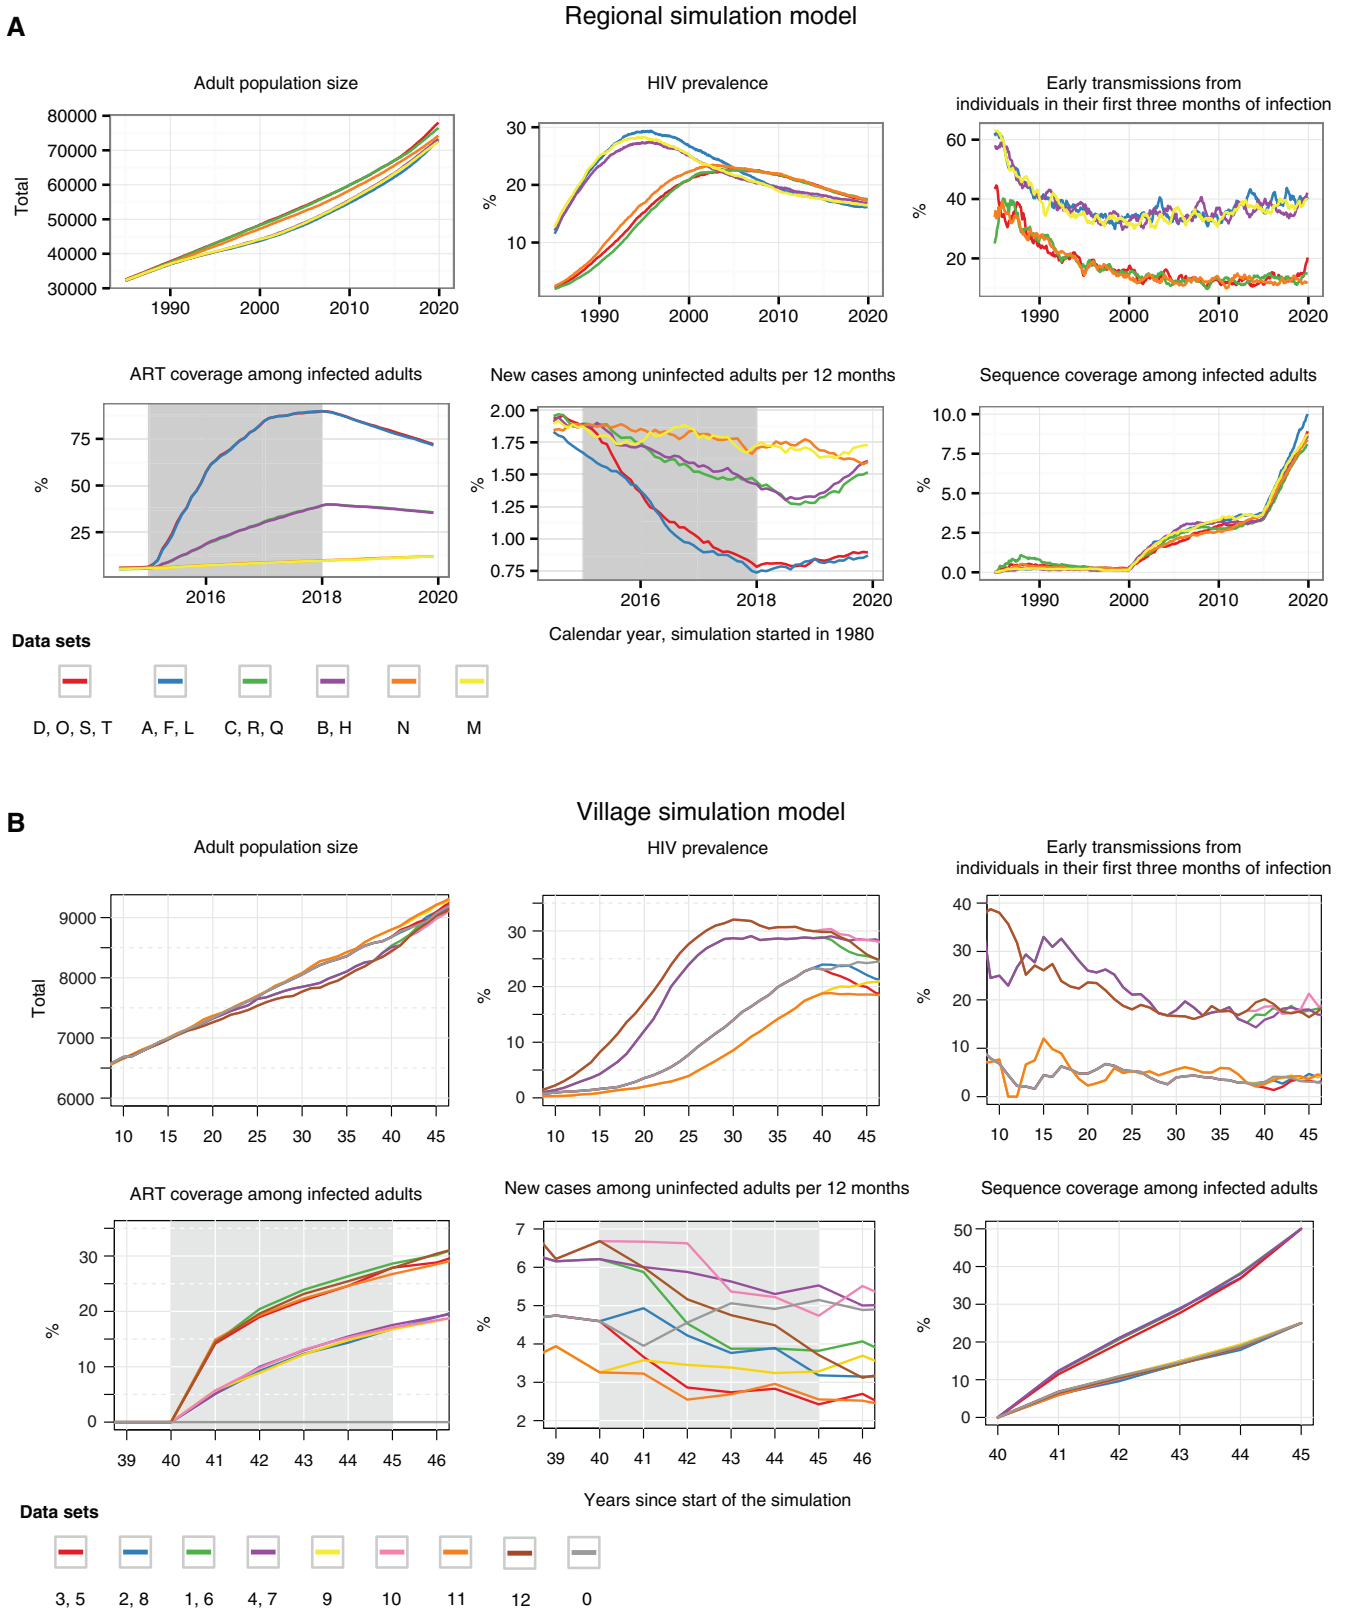 A
Regional simulation model
Adult population size
HIV prevalence
Early transmissions from
individuals in their first three months of infection
Total
80000
70000
60000
50000
40000
30000
1990 2000 2010 2020
%
30
20
10
1990 2000 2010 2020
%
60
40
20
1990 2000 2010 2020
ART coverage among infected adults
New cases among uninfected adults per 12 months
Sequence coverage among infected adults
%
75
50
25
2016 2018 2020
%
2.00
1.75
1.50
1.25
1.00
0.75
2016 2018 2020
%
10.0
7.5
5.0
2.5
0.0
1990 2000 2010 2020
Calendar year, simulation started in 1980
Data sets
D, O, S, T A, F, L C, R, Q B, H N M
B
Village simulation model
Adult population size
HIV prevalence
Early transmissions from
individuals in their first three months of infection
Total
9000
8000
7000
6000
10 15 20 25 30 35 40 45
%
30
20
10
0
10 15 20 25 30 35 40 45
%
40
30
20
10
0
10 15 20 25 30 35 40 45
ART coverage among infected adults
New cases among uninfected adults per 12 months
Sequence coverage among infected adults
%
30
20
10
0
39 40 41 42 43 44 45 46
%
7
6
5
4
3
2
39 40 41 42 43 44 45 46
%
50
40
30
20
10
0
40 41 42 43 44 45
Years since start of the simulation
Data sets
3, 5 2, 8 1, 6 4, 7 9 10 11 12 0